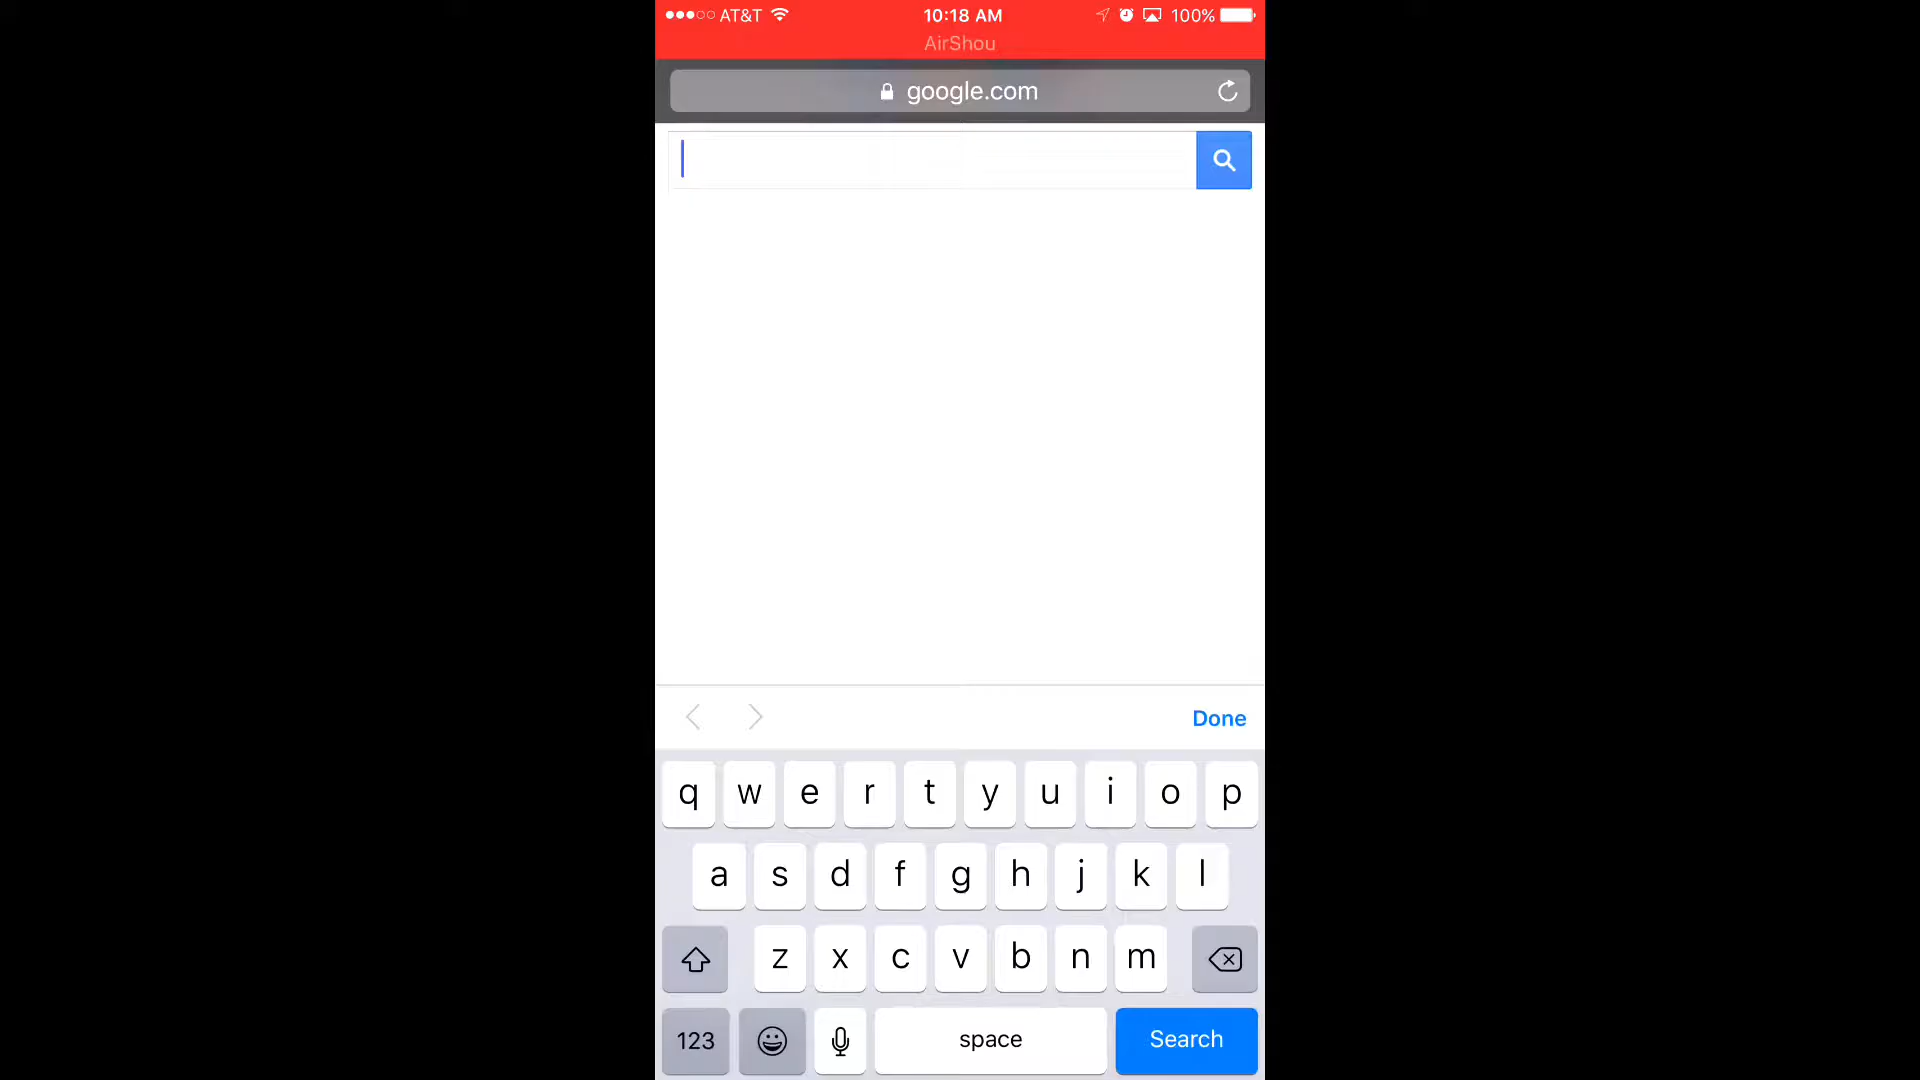 AT&T 10:18 AM 100%
AirShou
google.com
Done
q w e r t y u i o p
a s d f g h j k l
z x c v b n m
123 space Search